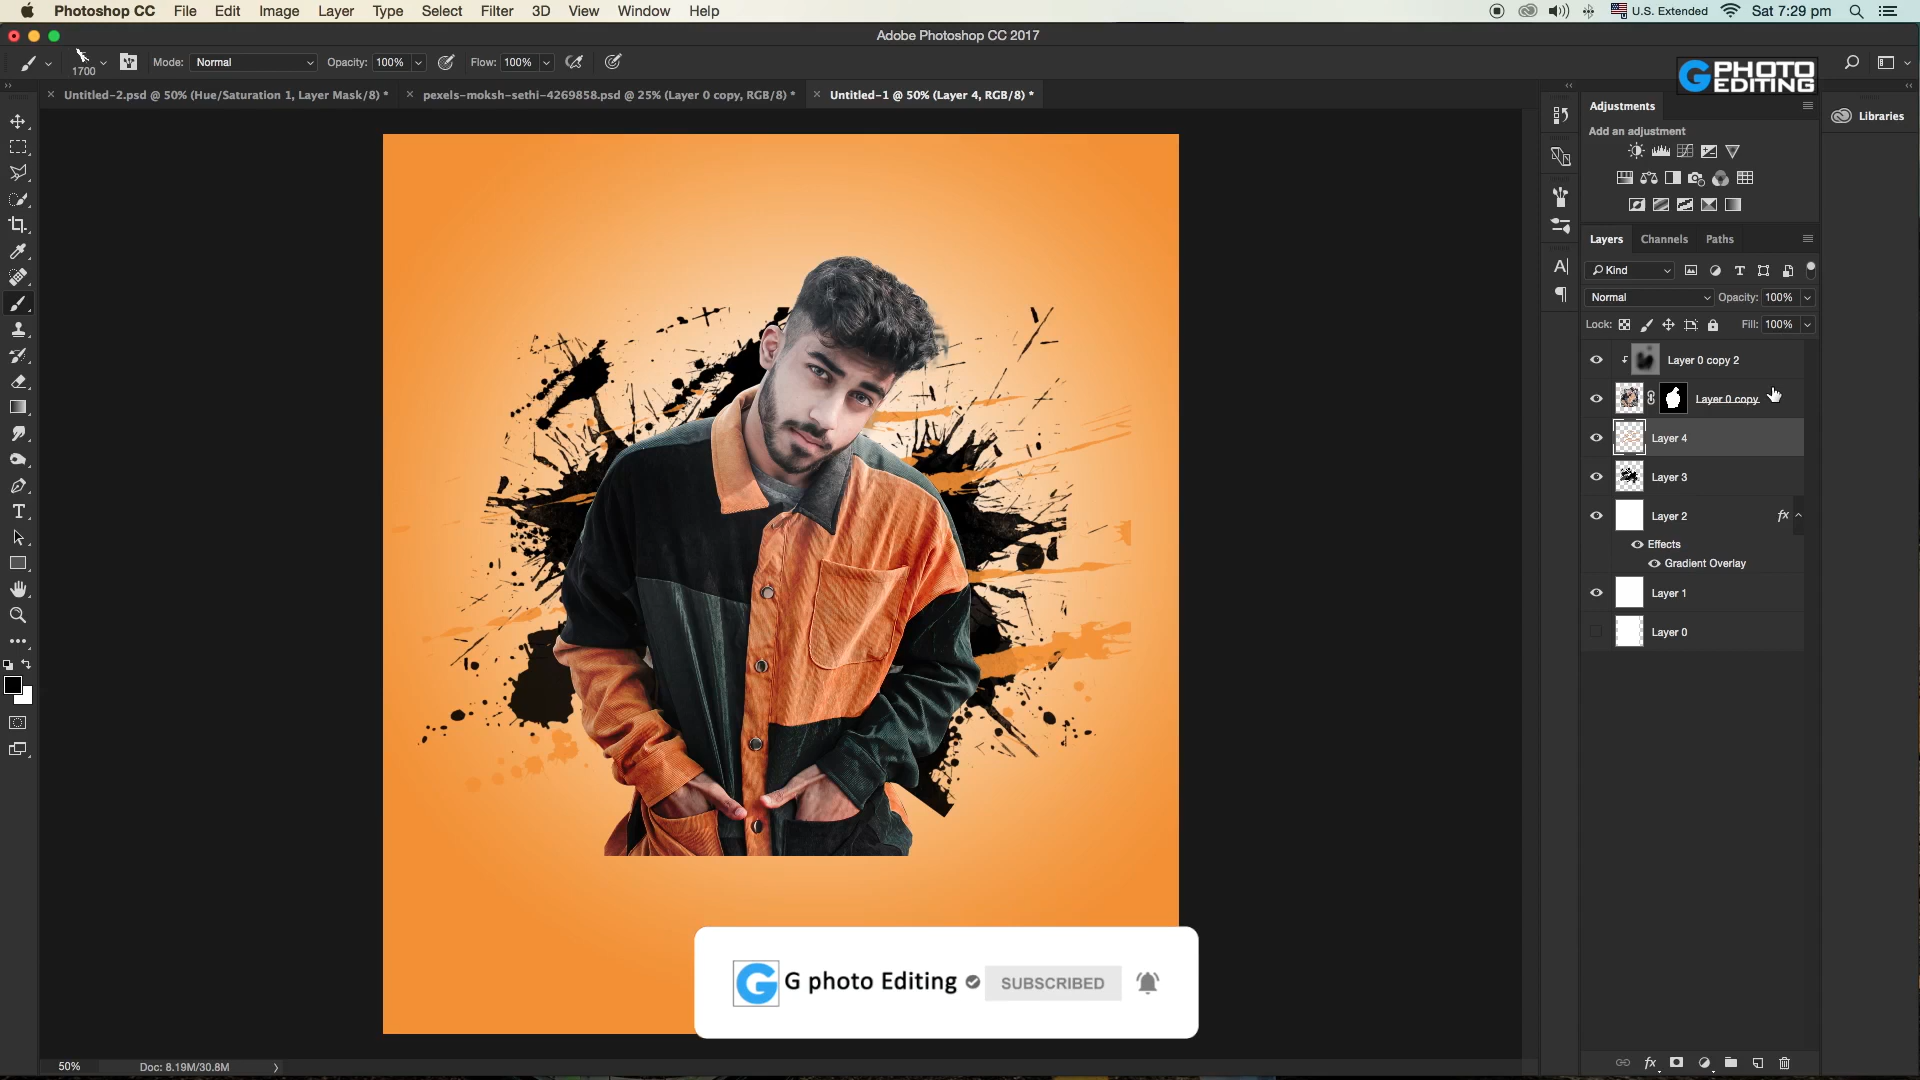 Photoshop CC File Edit Image Layer Type Select Filter 3D View Window Help U.S. Extended Sat 7:29 pm
Adobe Photoshop CC 2017
1700 Mode: Normal Opacity: 100% Flow: 100%
G PHOTO EDITING
Untitled-2.psd @ 50% (Hue/Saturation 1, Layer Mask/8) * pexels-moksh-sethi-4269858.psd @ 25% (Layer 0 copy, RGB/8) * Untitled-1 @ 50% (Layer 4, RGB/8) *
Adjustments
Libraries
Add an adjustment
Layers Channels Paths
Kind
Normal Opacity: 100%
Lock: Fill: 100%
Layer 0 copy 2
Layer 0 copy
Layer 4
Layer 3
Layer 2 fx
Effects
Gradient Overlay
Layer 1
Layer 0
G photo Editing SUBSCRIBED
50% Doc: 8.19M/30.8M